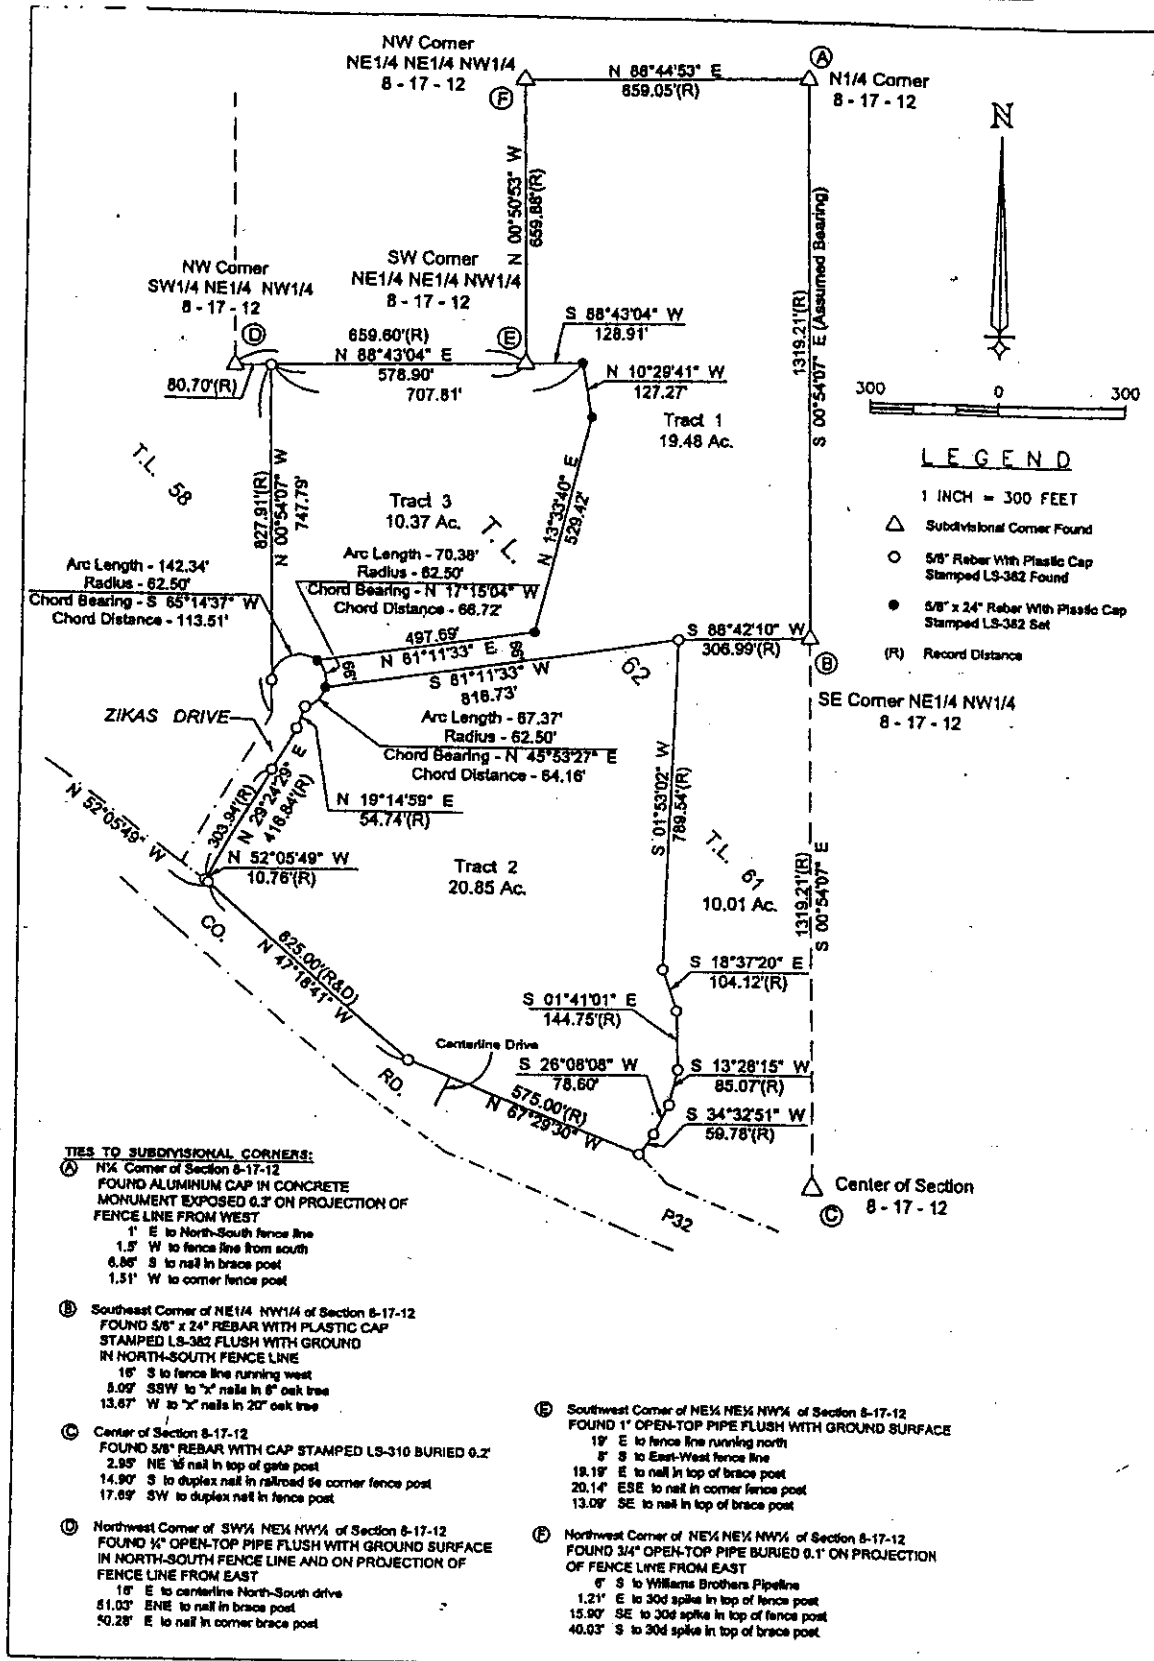 NW Corner
NE1/4 NE1/4 NW1/4
8 - 17 - 12
F
N 88°44'53" E
659.05'(R)
A
N1/4 Corner
8 - 17 - 12
N
N 00°50'53" W
659.88'(R)
S 00°54'07" E (Assumed Bearing)
1319.21'(R)
NW Corner
SW1/4 NE1/4 NW1/4
8 - 17 - 12
D
SW Corner
NE1/4 NE1/4 NW1/4
8 - 17 - 12
E
659.60'(R)
N 88°43'04" E
578.90'
707.81'
80.70'(R)
S 88°43'04" W
128.91'
N 10°29'41" W
127.27'
Tract 1
19.48 Ac.
300 0 300
LEGEND
1 INCH = 300 FEET
Subdivisional Corner Found
5/8" Rebar With Plastic Cap
Stamped LS-382 Found
5/8" x 24" Rebar With Plastic Cap
Stamped LS-382 Set
(R) Record Distance
T.L. 58
827.91'(R)
N 00°54'07" W
747.79'
Tract 3
10.37 Ac.
T.L.
62
N 13°33'40" E
529.42'
Arc Length - 142.34'
Radius - 62.50'
Chord Bearing - S 65°14'37" W
Chord Distance - 113.51'
Arc Length - 70.38'
Radius - 62.50'
Chord Bearing - N 17°15'04" W
Chord Distance - 66.72'
497.69'
N 81°11'33" E
66'
66'
S 81°11'33" W
818.73'
S 88°42'10" W
306.99'(R)
B
SE Corner NE1/4 NW1/4
8 - 17 - 12
ZIKAS DRIVE
Arc Length - 67.37'
Radius - 62.50'
Chord Bearing - N 45°53'27" E
Chord Distance - 64.16'
N 19°14'59" E
54.74'(R)
303.94'(R)
N 29°24'29" E
416.84'(R)
N 52°05'49" W
N 52°05'49" W
10.76'(R)
Tract 2
20.85 Ac.
S 01°53'02" W
789.54'(R)
T.L. 61
10.01 Ac.
1319.21'(R)
S 00°54'07" E
CO.
RD.
P32
625.00'(R&D)
N 47°18'41" W
Centerline Drive
575.00'(R)
N 67°29'30" W
S 18°37'20" E
104.12'(R)
S 01°41'01" E
144.75'(R)
S 26°08'08" W
78.60'
S 13°28'15" W
85.07'(R)
S 34°32'51" W
59.78'(R)
Center of Section
8 - 17 - 12
C
TIES TO SUBDIVISIONAL CORNERS:
A N¼ Corner of Section 8-17-12
FOUND ALUMINUM CAP IN CONCRETE
MONUMENT EXPOSED 0.3' ON PROJECTION OF
FENCE LINE FROM WEST
1' E to North-South fence line
1.5' W to fence line from south
6.86' S to nail in brace post
1.51' W to corner fence post
B Southeast Corner of NE1/4 NW1/4 of Section 8-17-12
FOUND 5/8" x 24" REBAR WITH PLASTIC CAP
STAMPED LS-382 FLUSH WITH GROUND
IN NORTH-SOUTH FENCE LINE
16' S to fence line running west
5.09' SSW to "x" nails in 8" oak tree
13.67' W to "x" nails in 20" oak tree
C Center of Section 8-17-12
FOUND 5/8" REBAR WITH CAP STAMPED LS-310 BURIED 0.2'
2.95' NE to nail in top of gate post
14.90' S to duplex nail in railroad tie corner fence post
17.69' SW to duplex nail in fence post
D Northwest Corner of SW¼ NE¼ NW¼ of Section 8-17-12
FOUND ¾" OPEN-TOP PIPE FLUSH WITH GROUND SURFACE
IN NORTH-SOUTH FENCE LINE AND ON PROJECTION OF
FENCE LINE FROM EAST
16' E to centerline North-South drive
51.03' ENE to nail in brace post
50.28' E to nail in corner brace post
E Southwest Corner of NE¼ NE¼ NW¼ of Section 8-17-12
FOUND 1" OPEN-TOP PIPE FLUSH WITH GROUND SURFACE
19' E to fence line running north
8' S to East-West fence line
19.19' E to nail in top of brace post
20.14' ESE to nail in corner fence post
13.09' SE to nail in top of brace post
F Northwest Corner of NE¼ NE¼ NW¼ of Section 8-17-12
FOUND 3/4" OPEN-TOP PIPE BURIED 0.1' ON PROJECTION
OF FENCE LINE FROM EAST
6' S to Williams Brothers Pipeline
1.21' E to 30d spike in top of fence post
15.90' SE to 30d spike in top of fence post
40.03' S to 30d spike in top of brace post